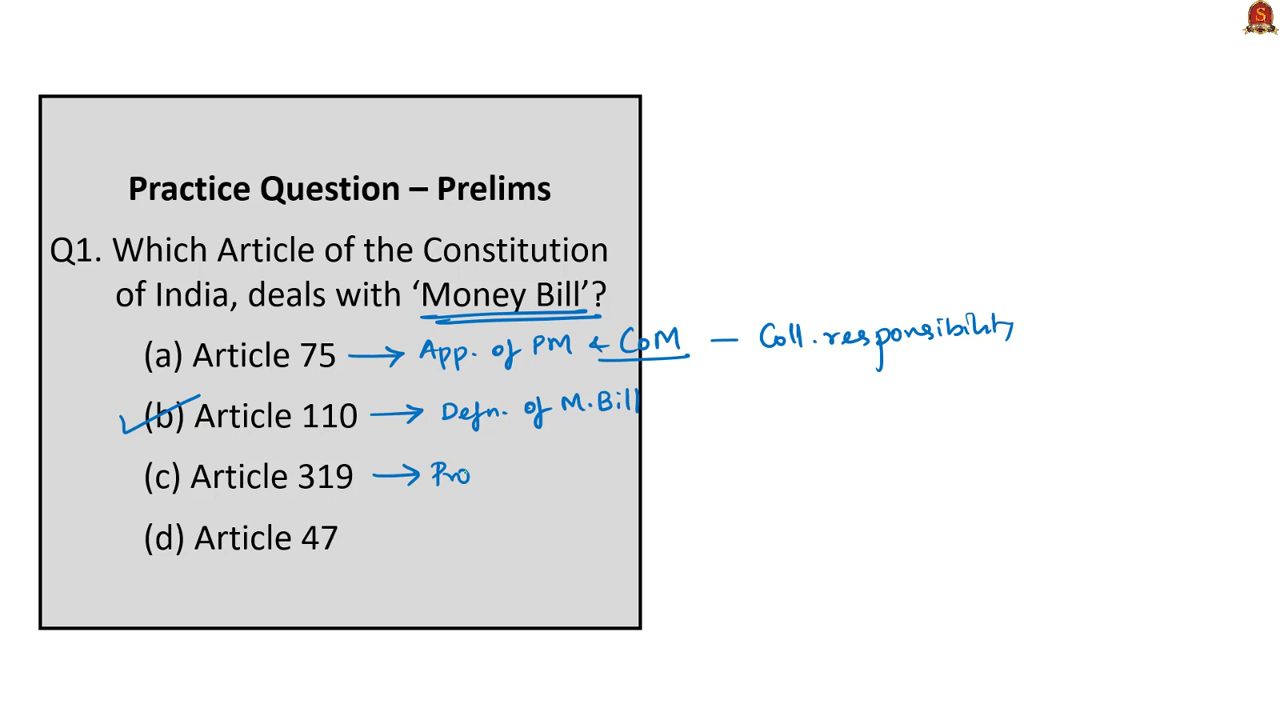 S
Practice Question – Prelims
Q1. Which Article of the Constitution
of India, deals with ‘Money Bill’?
(a) Article 75 → App. of PM & CoM — Coll. responsibility
(b) Article 110 → Defn. of M. Bill
(c) Article 319 → Pro
(d) Article 47